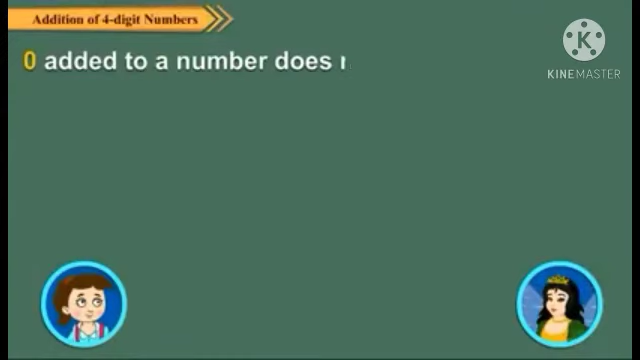 Addition of 4-digit Numbers
0 added to a number does
K
KINEMASTER